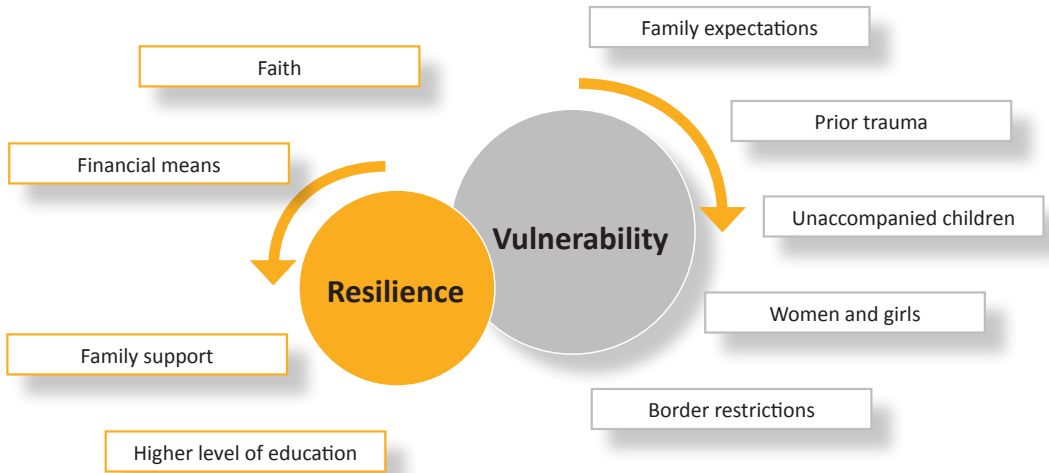 Family expectations
Faith
Prior trauma
Financial means
Unaccompanied children
Vulnerability
Resilience
Women and girls
Family support
Border restrictions
Higher level of education